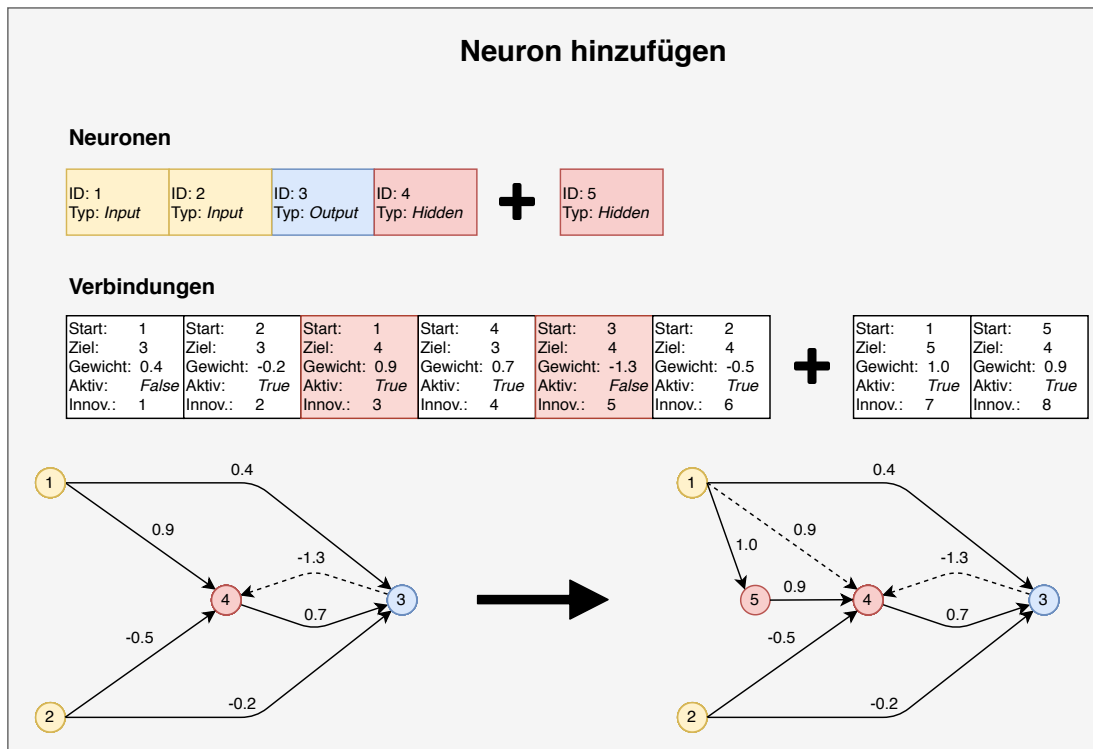 Neuron hinzufügen
Neuronen
ID: 1 ID: 2 ID: 3 ID: 4 ID: 5
Typ: Input Typ: Input Typ: Output Typ: Hidden Typ: Hidden
Verbindungen
Start: 1 Start: 2 Start: 1 Start: 4 Start: 3 Start: 2 Start: 1 Start: 5
Ziel: 3 Ziel: 3 Ziel: 4 Ziel: 3 Ziel: 4 Ziel: 4 Ziel: 5 Ziel: 4
Gewicht: 0.4 Gewicht: -0.2 Gewicht: 0.9 Gewicht: 0.7 Gewicht: -1.3 Gewicht: -0.5 Gewicht: 1.0 Gewicht: 0.9
Aktiv: False Aktiv: True Aktiv: True Aktiv: True Aktiv: False Aktiv: True Aktiv: True Aktiv: True
Innov.: 1 Innov.: 2 Innov.: 3 Innov.: 4 Innov.: 5 Innov.: 6 Innov.: 7 Innov.: 8
0.4
1
0.9
-1.3
4
3
0.7
-0.5
2
-0.2
0.4
1
0.9
1.0
-1.3
5
0.9
4
3
0.7
-0.5
2
-0.2